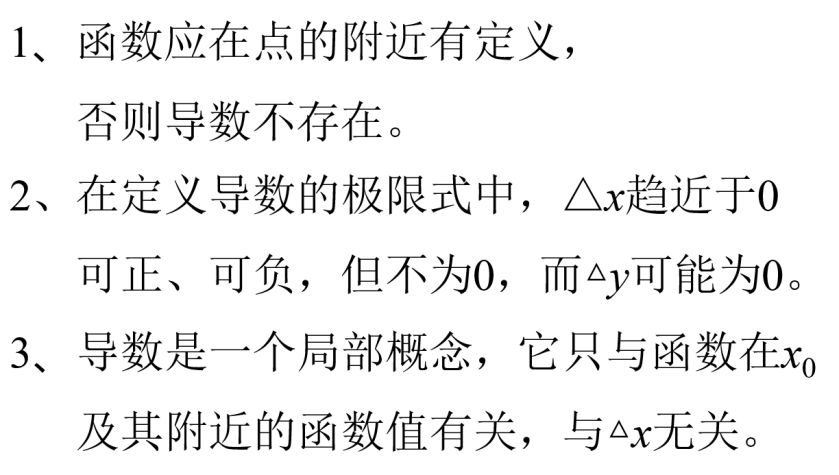 1、函数应在点的附近有定义，
否则导数不存在。
2、在定义导数的极限式中，△x趋近于0
可正、可负，但不为0，而△y可能为0。
3、导数是一个局部概念，它只与函数在x₀
及其附近的函数值有关，与△x无关。